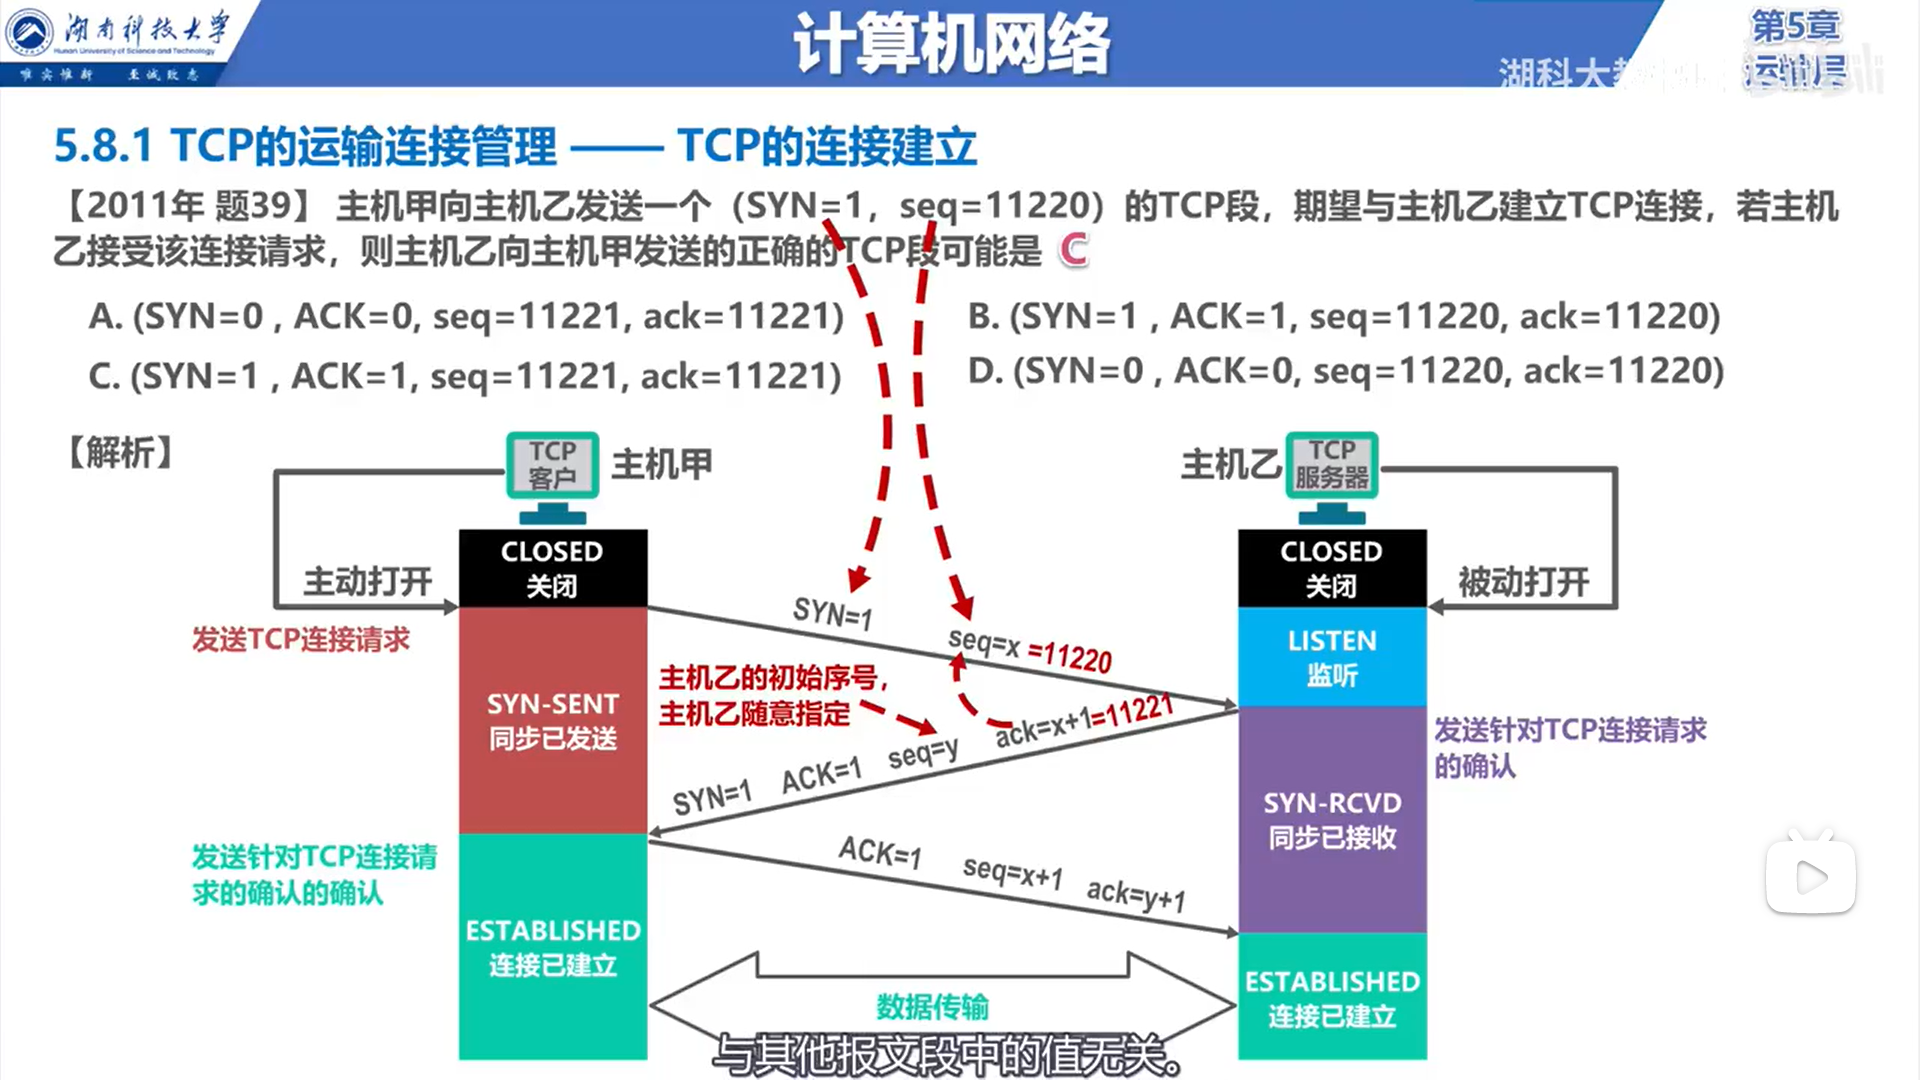 湖南科技大学
Hunan University of Science and Technology
唯实惟新 至诚致志
计算机网络
第5章
运输层
湖科大
5.8.1 TCP的运输连接管理 —— TCP的连接建立
【2011年 题39】 主机甲向主机乙发送一个（SYN=1，seq=11220）的TCP段，期望与主机乙建立TCP连接，若主机
乙接受该连接请求，则主机乙向主机甲发送的正确的TCP段可能是 C
A. (SYN=0 , ACK=0, seq=11221, ack=11221)
B. (SYN=1 , ACK=1, seq=11220, ack=11220)
C. (SYN=1 , ACK=1, seq=11221, ack=11221)
D. (SYN=0 , ACK=0, seq=11220, ack=11220)
【解析】
TCP
客户
主机甲
主机乙
TCP
服务器
CLOSED
关闭
CLOSED
关闭
主动打开
被动打开
发送TCP连接请求
SYN=1
seq=x =11220
LISTEN
监听
SYN-SENT
同步已发送
主机乙的初始序号，
主机乙随意指定
SYN=1 ACK=1 seq=y ack=x+1=11221
发送针对TCP连接请求
的确认
SYN-RCVD
同步已接收
发送针对TCP连接请
求的确认的确认
ACK=1 seq=x+1 ack=y+1
ESTABLISHED
连接已建立
ESTABLISHED
连接已建立
数据传输
与其他报文段中的值无关。